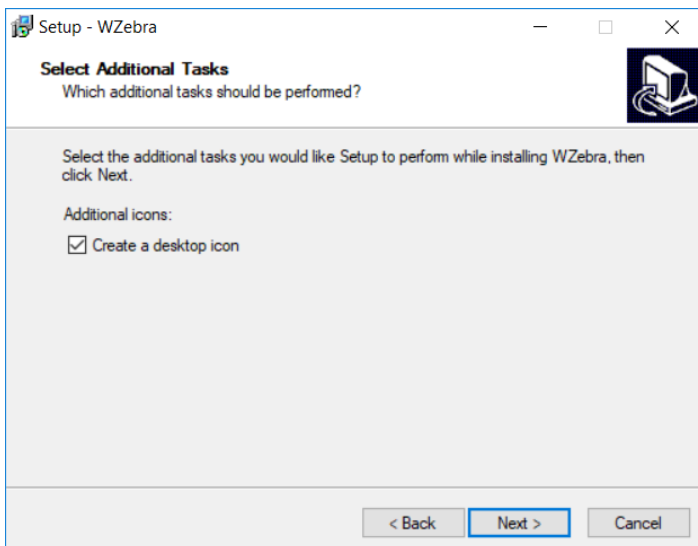 Setup - WZebra
Select Additional Tasks
Which additional tasks should be performed?
Select the additional tasks you would like Setup to perform while installing WZebra, then
click Next.
Additional icons:
Create a desktop icon
< Back
Next >
Cancel